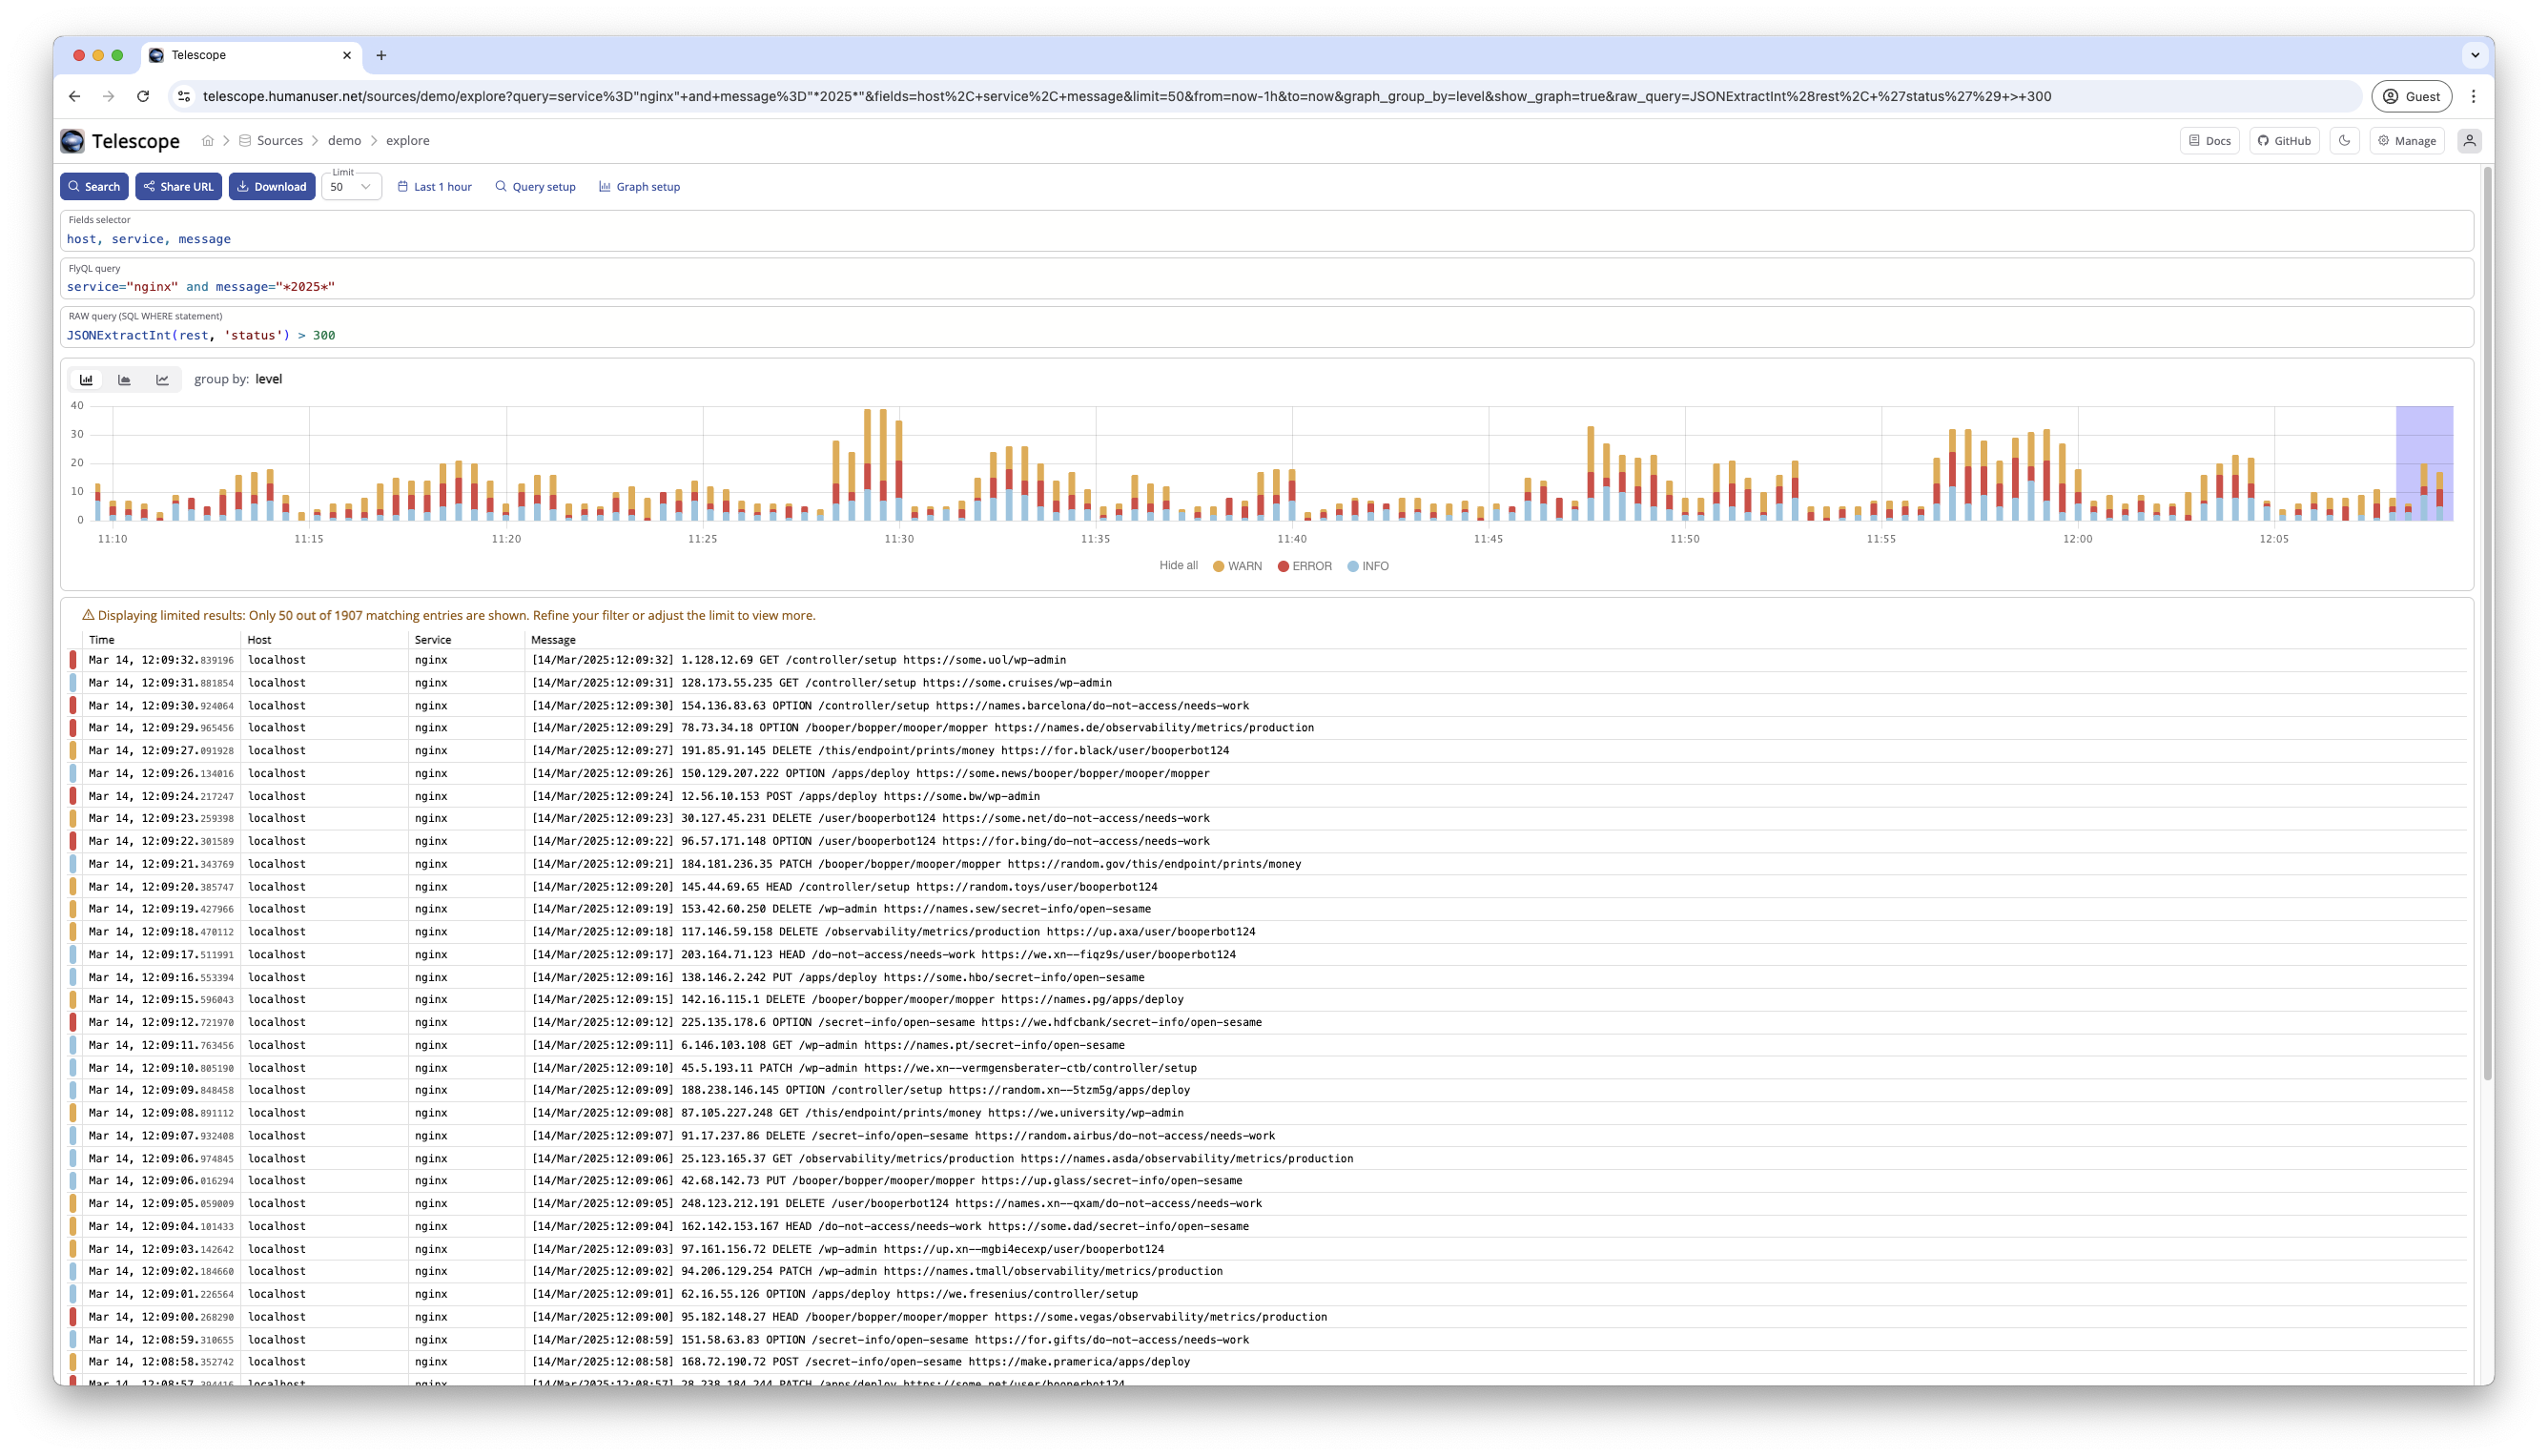 Telescope
telescope.humanuser.net/sources/demo/explore?query=service%3D"nginx"+and+message%3D"*2025*"&fields=host%2C+service%2C+message&limit=50&from=now-1h&to=now&graph_group_by=level&show_graph=true&raw_query=JSONExtractInt%28rest%2C+%27status%27%29+>+300 Guest
Telescope Sources demo explore Docs GitHub Manage
Search Share URL Download Limit 50 Last 1 hour Query setup Graph setup
Fields selector
host, service, message
FlyQL query
service="nginx" and message="*2025*"
RAW query (SQL WHERE statement)
JSONExtractInt(rest, 'status') > 300
group by: level
40
30
20
10
0
11:10 11:15 11:20 11:25 11:30 11:35 11:40 11:45 11:50 11:55 12:00 12:05
Hide all WARN ERROR INFO
Displaying limited results: Only 50 out of 1907 matching entries are shown. Refine your filter or adjust the limit to view more.
Time Host Service Message
Mar 14, 12:09:32.839196 localhost nginx [14/Mar/2025:12:09:32] 1.128.12.69 GET /controller/setup https://some.uol/wp-admin
Mar 14, 12:09:31.881854 localhost nginx [14/Mar/2025:12:09:31] 128.173.55.235 GET /controller/setup https://some.cruises/wp-admin
Mar 14, 12:09:30.924064 localhost nginx [14/Mar/2025:12:09:30] 154.136.83.63 OPTION /controller/setup https://names.barcelona/do-not-access/needs-work
Mar 14, 12:09:29.965456 localhost nginx [14/Mar/2025:12:09:29] 78.73.34.18 OPTION /booper/bopper/mooper/mopper https://names.de/observability/metrics/production
Mar 14, 12:09:27.091928 localhost nginx [14/Mar/2025:12:09:27] 191.85.91.145 DELETE /this/endpoint/prints/money https://for.black/user/booperbot124
Mar 14, 12:09:26.134016 localhost nginx [14/Mar/2025:12:09:26] 150.129.207.222 OPTION /apps/deploy https://some.news/booper/bopper/mooper/mopper
Mar 14, 12:09:24.217247 localhost nginx [14/Mar/2025:12:09:24] 12.56.10.153 POST /apps/deploy https://some.bw/wp-admin
Mar 14, 12:09:23.259398 localhost nginx [14/Mar/2025:12:09:23] 30.127.45.231 DELETE /user/booperbot124 https://some.net/do-not-access/needs-work
Mar 14, 12:09:22.301589 localhost nginx [14/Mar/2025:12:09:22] 96.57.171.148 OPTION /user/booperbot124 https://for.bing/do-not-access/needs-work
Mar 14, 12:09:21.343769 localhost nginx [14/Mar/2025:12:09:21] 184.181.236.35 PATCH /booper/bopper/mooper/mopper https://random.gov/this/endpoint/prints/money
Mar 14, 12:09:20.385747 localhost nginx [14/Mar/2025:12:09:20] 145.44.69.65 HEAD /controller/setup https://random.toys/user/booperbot124
Mar 14, 12:09:19.427966 localhost nginx [14/Mar/2025:12:09:19] 153.42.60.250 DELETE /wp-admin https://names.sew/secret-info/open-sesame
Mar 14, 12:09:18.470112 localhost nginx [14/Mar/2025:12:09:18] 117.146.59.158 DELETE /observability/metrics/production https://up.axa/user/booperbot124
Mar 14, 12:09:17.511991 localhost nginx [14/Mar/2025:12:09:17] 203.164.71.123 HEAD /do-not-access/needs-work https://we.xn--fiqz9s/user/booperbot124
Mar 14, 12:09:16.553394 localhost nginx [14/Mar/2025:12:09:16] 138.146.2.242 PUT /apps/deploy https://some.hbo/secret-info/open-sesame
Mar 14, 12:09:15.596043 localhost nginx [14/Mar/2025:12:09:15] 142.16.115.1 DELETE /booper/bopper/mooper/mopper https://names.pg/apps/deploy
Mar 14, 12:09:12.721970 localhost nginx [14/Mar/2025:12:09:12] 225.135.178.6 OPTION /secret-info/open-sesame https://we.hdfcbank/secret-info/open-sesame
Mar 14, 12:09:11.763456 localhost nginx [14/Mar/2025:12:09:11] 6.146.103.108 GET /wp-admin https://names.pt/secret-info/open-sesame
Mar 14, 12:09:10.805190 localhost nginx [14/Mar/2025:12:09:10] 45.5.193.11 PATCH /wp-admin https://we.xn--vermgensberater-ctb/controller/setup
Mar 14, 12:09:09.848458 localhost nginx [14/Mar/2025:12:09:09] 188.238.146.145 OPTION /controller/setup https://random.xn--5tzm5g/apps/deploy
Mar 14, 12:09:08.891112 localhost nginx [14/Mar/2025:12:09:08] 87.105.227.248 GET /this/endpoint/prints/money https://we.university/wp-admin
Mar 14, 12:09:07.932408 localhost nginx [14/Mar/2025:12:09:07] 91.17.237.86 DELETE /secret-info/open-sesame https://random.airbus/do-not-access/needs-work
Mar 14, 12:09:06.974845 localhost nginx [14/Mar/2025:12:09:06] 25.123.165.37 GET /observability/metrics/production https://names.asda/observability/metrics/production
Mar 14, 12:09:06.016294 localhost nginx [14/Mar/2025:12:09:06] 42.68.142.73 PUT /booper/bopper/mooper/mopper https://up.glass/secret-info/open-sesame
Mar 14, 12:09:05.059009 localhost nginx [14/Mar/2025:12:09:05] 248.123.212.191 DELETE /user/booperbot124 https://names.xn--qxam/do-not-access/needs-work
Mar 14, 12:09:04.101433 localhost nginx [14/Mar/2025:12:09:04] 162.142.153.167 HEAD /do-not-access/needs-work https://some.dad/secret-info/open-sesame
Mar 14, 12:09:03.142642 localhost nginx [14/Mar/2025:12:09:03] 97.161.156.72 DELETE /wp-admin https://up.xn--mgbi4ecexp/user/booperbot124
Mar 14, 12:09:02.184660 localhost nginx [14/Mar/2025:12:09:02] 94.206.129.254 PATCH /wp-admin https://names.tmall/observability/metrics/production
Mar 14, 12:09:01.226564 localhost nginx [14/Mar/2025:12:09:01] 62.16.55.126 OPTION /apps/deploy https://we.fresenius/controller/setup
Mar 14, 12:09:00.268290 localhost nginx [14/Mar/2025:12:09:00] 95.182.148.27 HEAD /booper/bopper/mooper/mopper https://some.vegas/observability/metrics/production
Mar 14, 12:08:59.310655 localhost nginx [14/Mar/2025:12:08:59] 151.58.63.83 OPTION /secret-info/open-sesame https://for.gifts/do-not-access/needs-work
Mar 14, 12:08:58.352742 localhost nginx [14/Mar/2025:12:08:58] 168.72.190.72 POST /secret-info/open-sesame https://make.pramerica/apps/deploy
Mar 14, 12:08:57.394416 localhost nginx [14/Mar/2025:12:08:57] 28.238.184.244 PATCH /apps/deploy https://some.net/user/booperbot124